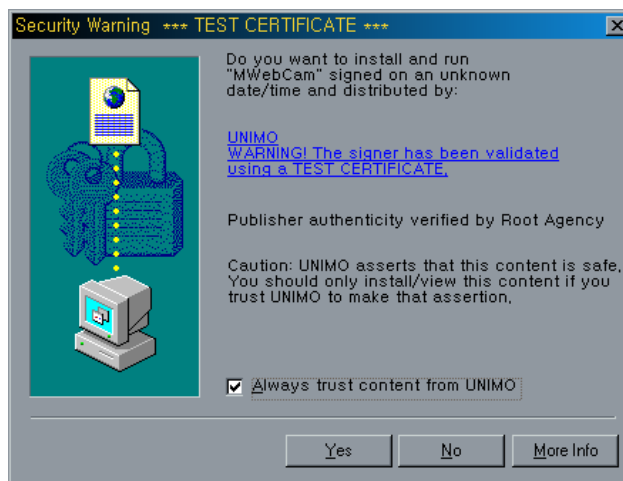 Security Warning *** TEST CERTIFICATE ***
Do you want to install and run
"MWebCam" signed on an unknown
date/time and distributed by:
UNIMO
WARNING! The signer has been validated
using a TEST CERTIFICATE.
Publisher authenticity verified by Root Agency
Caution: UNIMO asserts that this content is safe.
You should only install/view this content if you
trust UNIMO to make that assertion.
Always trust content from UNIMO
Yes
No
More Info